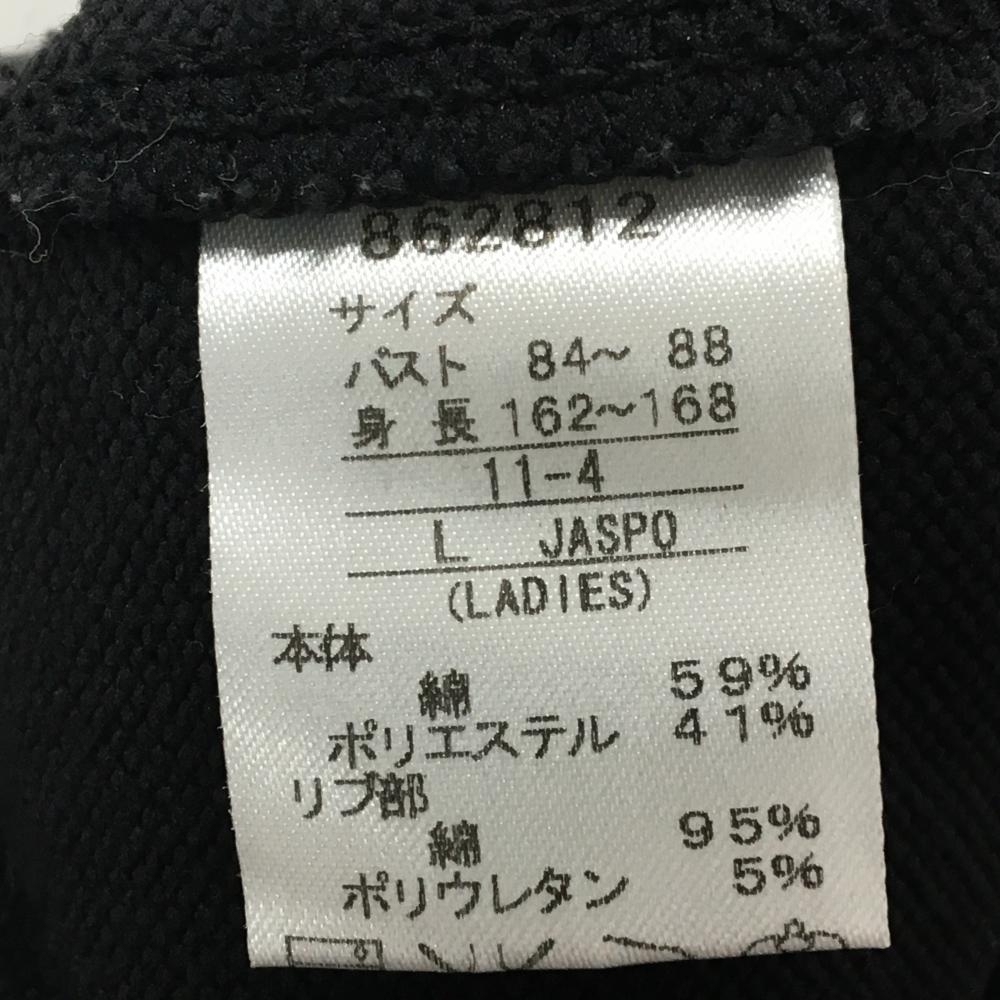 862812
サイズ
バスト 84～ 88
身 長 162～168
11-4
L JASPO
(LADIES)
本体
綿 59%
ポリエステル 41%
リブ部
綿 95%
ポリウレタン 5%